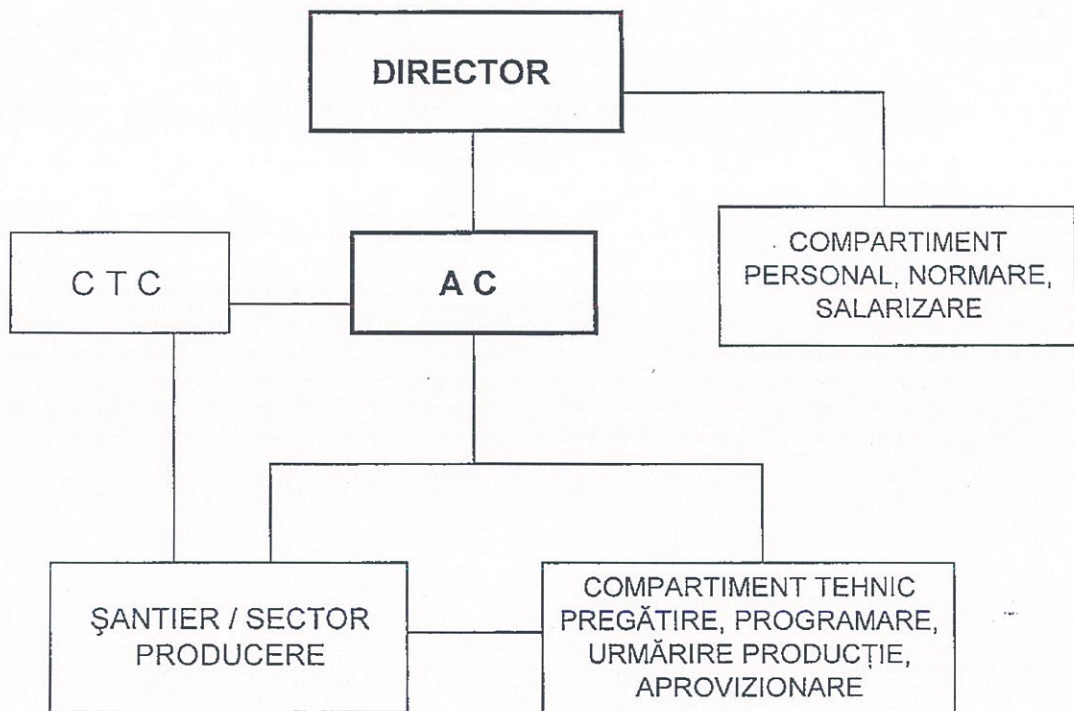 DIRECTOR
C T C
A C
COMPARTIMENT
PERSONAL, NORMARE,
SALARIZARE
ŞANTIER / SECTOR
PRODUCERE
COMPARTIMENT TEHNIC
PREGĂTIRE, PROGRAMARE,
URMĂRIRE PRODUCŢIE,
APROVIZIONARE